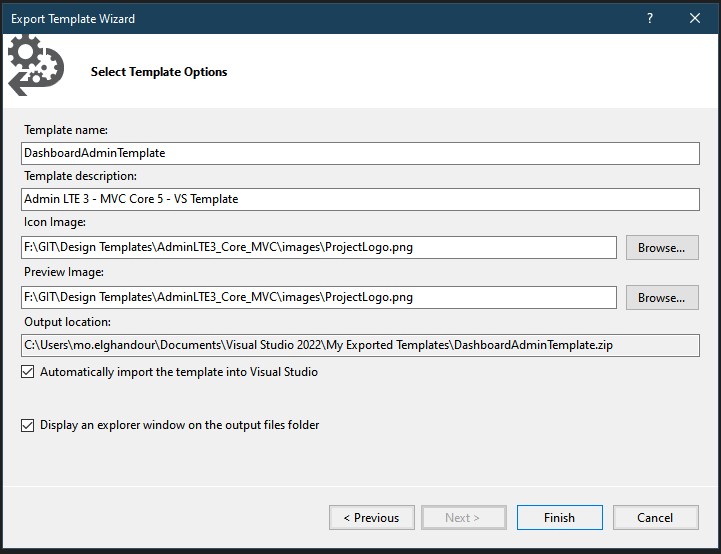 Export Template Wizard
?
Select Template Options
Template name:
DashboardAdminTemplate
Template description:
Admin LTE 3 - MVC Core 5 - VS Template
Icon Image:
F:\GIT\Design Templates\AdminLTE3_Core_MVC\images\ProjectLogo.png
Browse...
Preview Image:
F:\GIT\Design Templates\AdminLTE3_Core_MVC\images\ProjectLogo.png
Browse...
Output location:
C:\Users\mo.elghandour\Documents\Visual Studio 2022\My Exported Templates\DashboardAdminTemplate.zip
Automatically import the template into Visual Studio
Display an explorer window on the output files folder
< Previous
Next >
Finish
Cancel